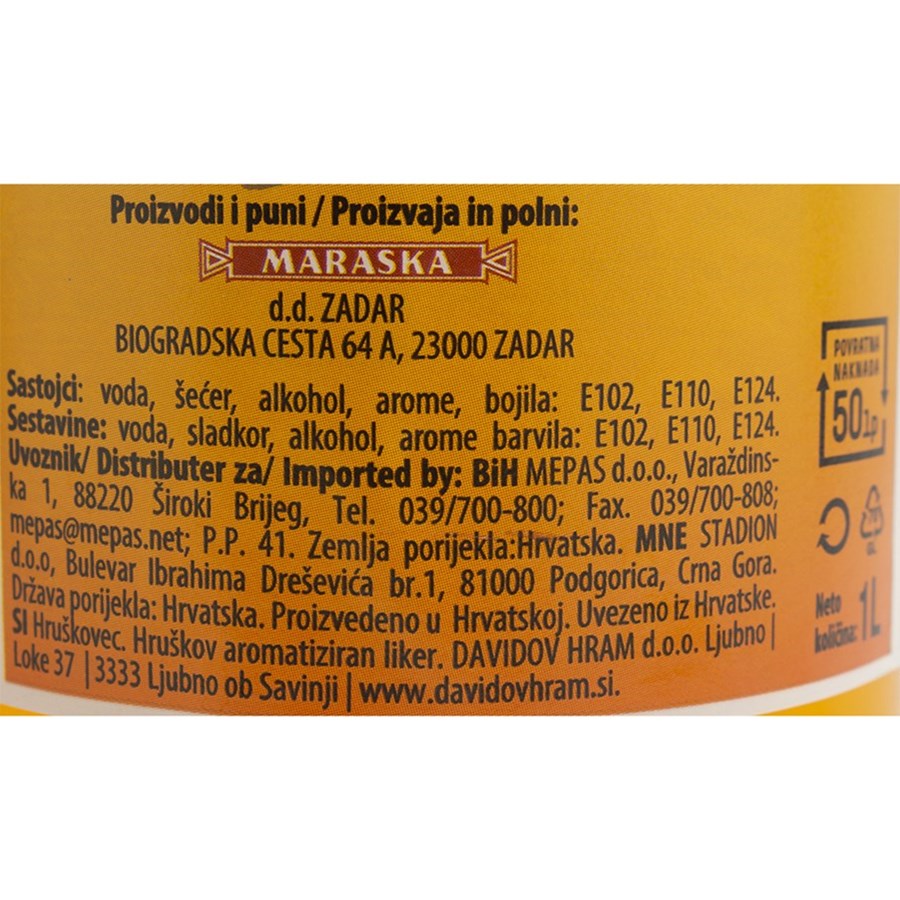 Proizvodi i puni / Proizvaja in polni:
MARASKA
d.d. ZADAR
BIOGRADSKA CESTA 64 A, 23000 ZADAR
Sastojci: voda, šećer, alkohol, arome, bojila: E102, E110, E124.
Sestavine: voda, sladkor, alkohol, arome barvila: E102, E110, E124.
Uvoznik/ Distributer za/ Imported by: BiH MEPAS d.o.o., Varaždins-
ka 1, 88220 Široki Brijeg, Tel. 039/700-800; Fax. 039/700-808;
mepas@mepas.net; P.P. 41. Zemlja porijekla:Hrvatska. MNE STADION
d.o.o, Bulevar Ibrahima Dreševića br.1, 81000 Podgorica, Crna Gora.
Država porijekla: Hrvatska. Proizvedeno u Hrvatskoj. Uvezeno iz Hrvatske.
SI Hruškovec. Hruškov aromatiziran liker. DAVIDOV HRAM d.o.o. Ljubno |
Loke 37 | 3333 Ljubno ob Savinji | www.davidovhram.si.
POVRATNA
NAKNADA
50lp
GL
Neto
količina: 1L